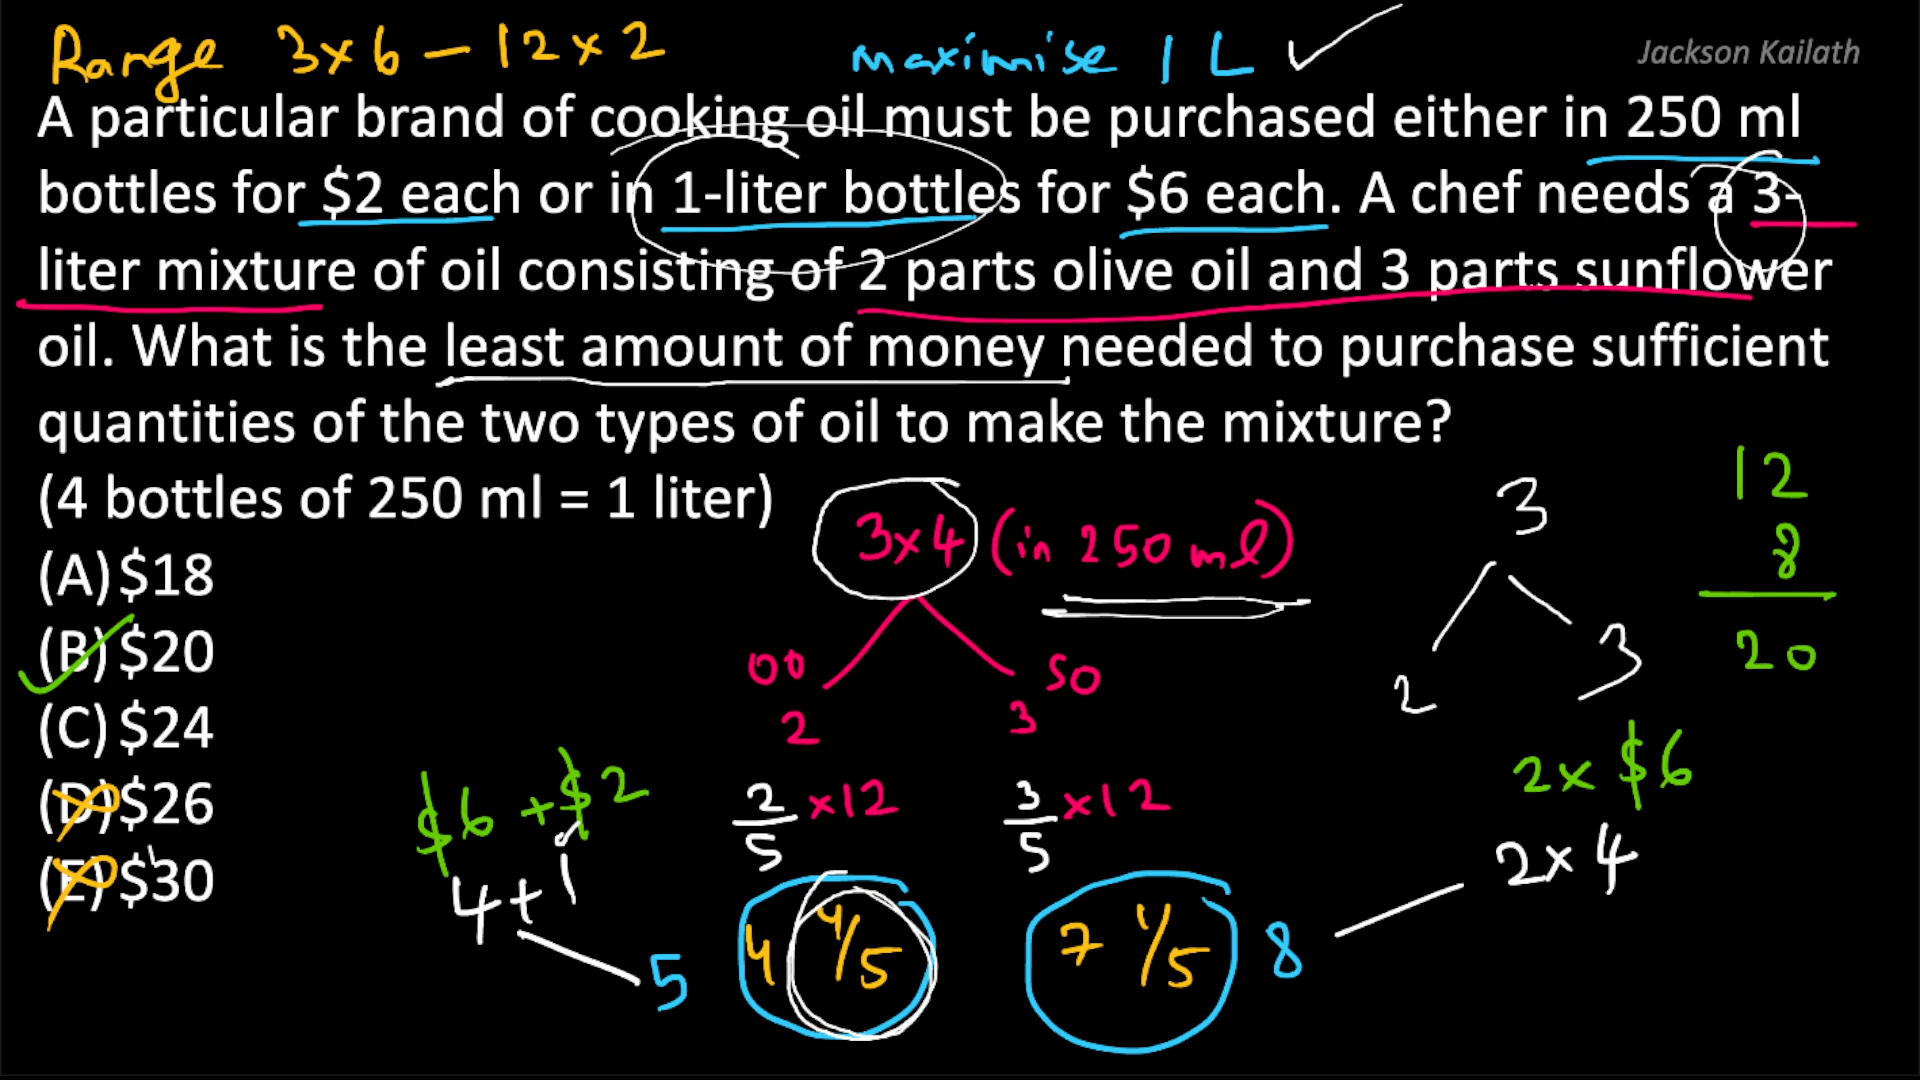 Range 3x6 – 12x2 maximise 1 L ✓
Jackson Kailath
A particular brand of cooking oil must be purchased either in 250 ml
bottles for $2 each or in 1-liter bottles for $6 each. A chef needs a 3-
liter mixture of oil consisting of 2 parts olive oil and 3 parts sunflower
oil. What is the least amount of money needed to purchase sufficient
quantities of the two types of oil to make the mixture?
(4 bottles of 250 ml = 1 liter)
(A) $18
(B) $20
(C) $24
(D) $26
(E) $30
3x4 (in 250 ml)
OO SO
2 3
2/5 x12 3/5 x12
$6 + $2
4+1
5 4 4/5 7 1/5 8
3
2 3
2x $6
2x4
12
8
20